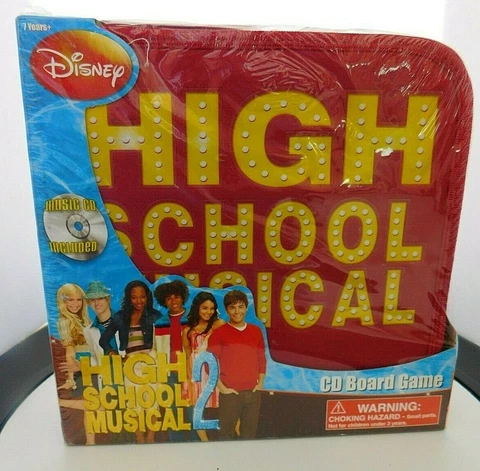 7 Years+
Disney
HIGH
SCHOOL
MUSICAL
MUSIC CD
INCLUDED
HIGH
SCHOOL
MUSICAL 2
CD Board Game
WARNING:
CHOKING HAZARD - Small parts.
Not for children under 3 years.